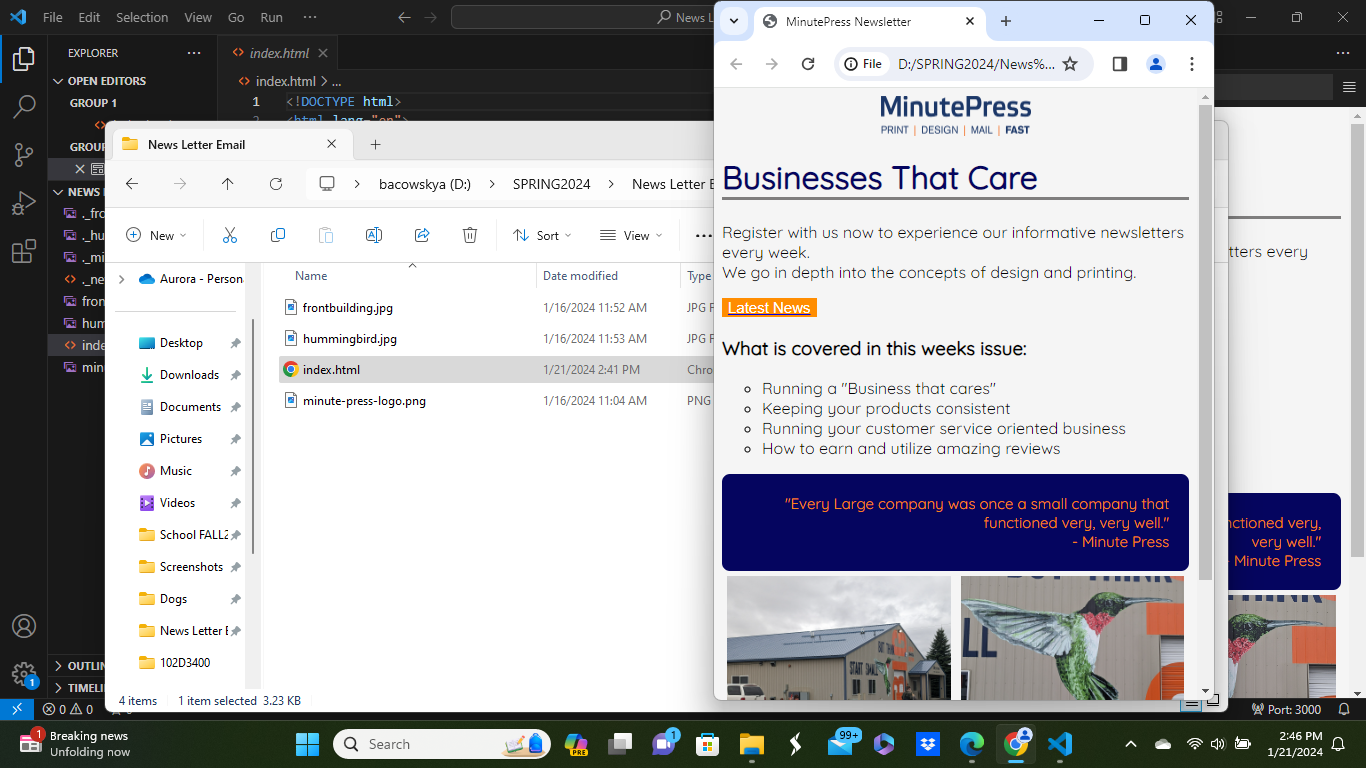 File Edit Selection View Go Run ···
News L
EXPLORER
OPEN EDITORS
GROUP 1
GROUP
NEWS
._fro
._hu
._mi
._ne
fron
hum
inde
min
OUTLIN
TIMELIN
index.html
index.html > ...
1 <!DOCTYPE html>
2 <html lang="en">
0 0
Port: 3000
News Letter Email
bacowskya (D:) > SPRING2024 > News Letter E
New Sort View ···
Aurora - Person
Desktop
Downloads
Documents
Pictures
Music
Videos
School FALL2
Screenshots
Dogs
News Letter E
102D3400
Name Date modified Type
frontbuilding.jpg 1/16/2024 11:52 AM JPG F
hummingbird.jpg 1/16/2024 11:53 AM JPG F
index.html 1/21/2024 2:41 PM Chro
minute-press-logo.png 1/16/2024 11:04 AM PNG
4 items 1 item selected 3.23 KB
MinutePress Newsletter
File D:/SPRING2024/News%...
MinutePress
PRINT | DESIGN | MAIL | FAST
Businesses That Care
Register with us now to experience our informative newsletters
every week.
We go in depth into the concepts of design and printing.
Latest News
What is covered in this weeks issue:
Running a "Business that cares"
Keeping your products consistent
Running your customer service oriented business
How to earn and utilize amazing reviews
"Every Large company was once a small company that
functioned very, very well."
- Minute Press
tters every
nctioned very,
very well."
Minute Press
START SMALL
BUT THINK
1
Breaking news
Unfolding now
Search
PRE
1
99+
2:46 PM
1/21/2024